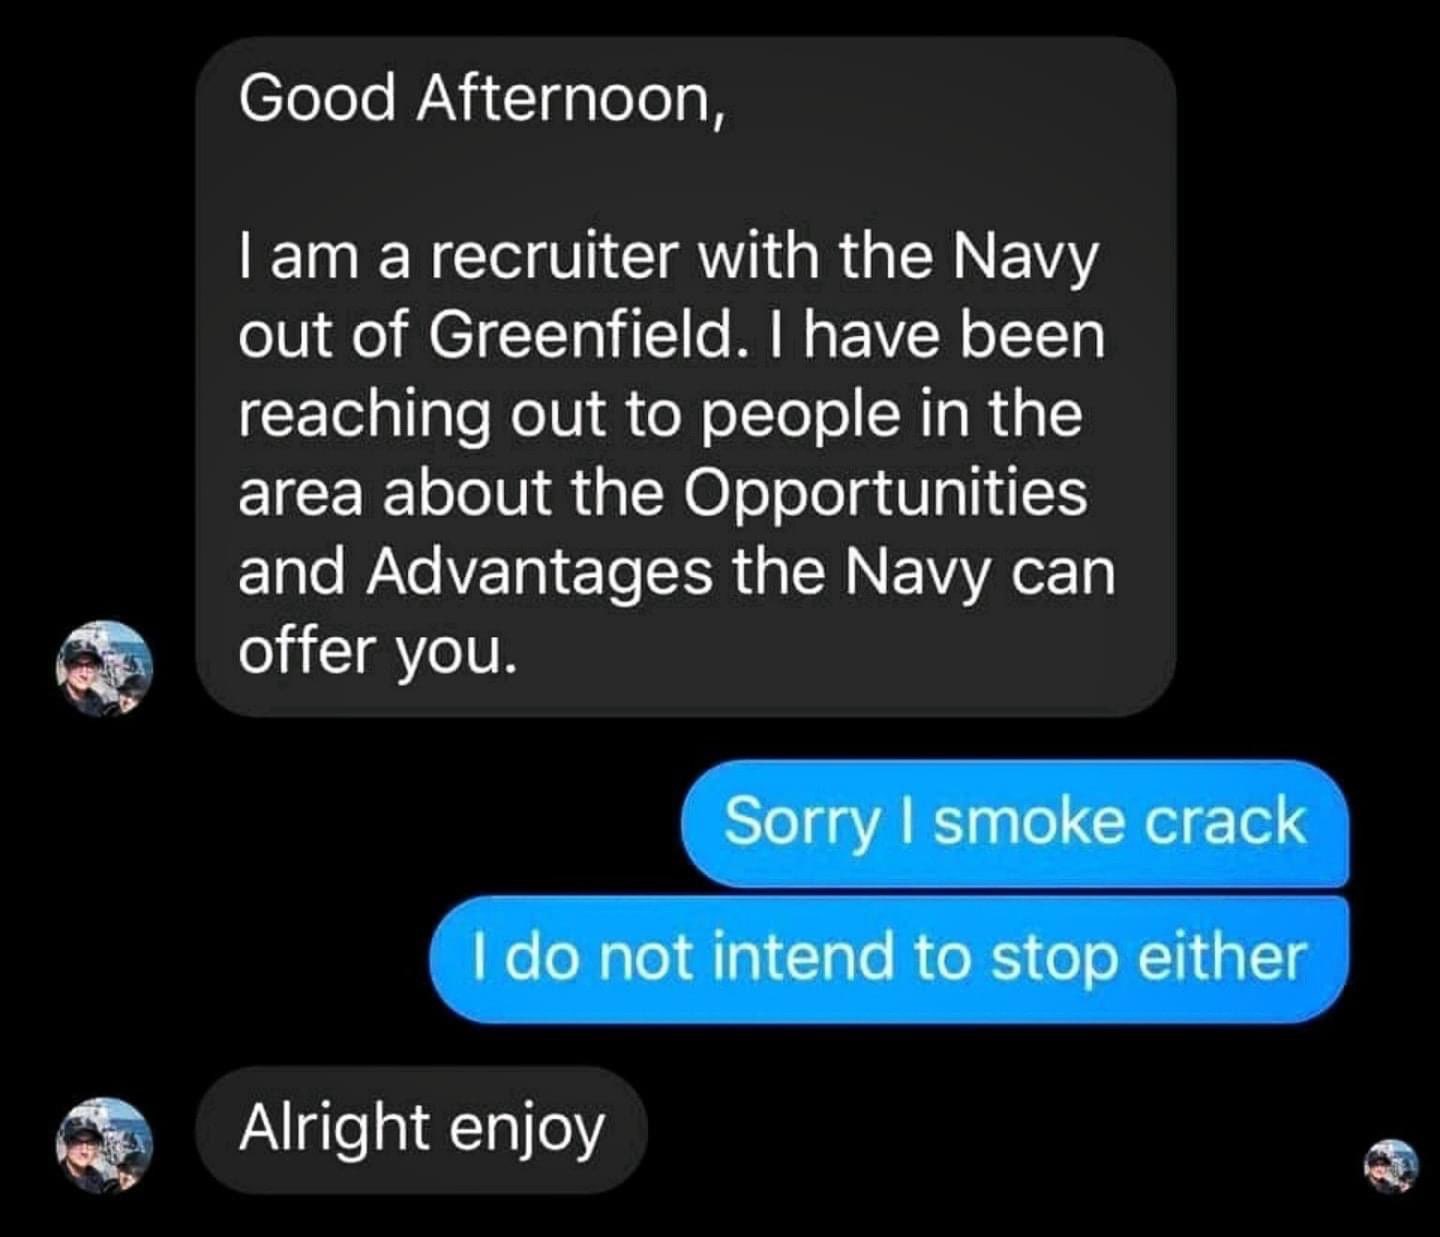 Good Afternoon,
I am a recruiter with the Navy
out of Greenfield. I have been
reaching out to people in the
area about the Opportunities
and Advantages the Navy can
offer you.
Sorry I smoke crack
I do not intend to stop either
Alright enjoy